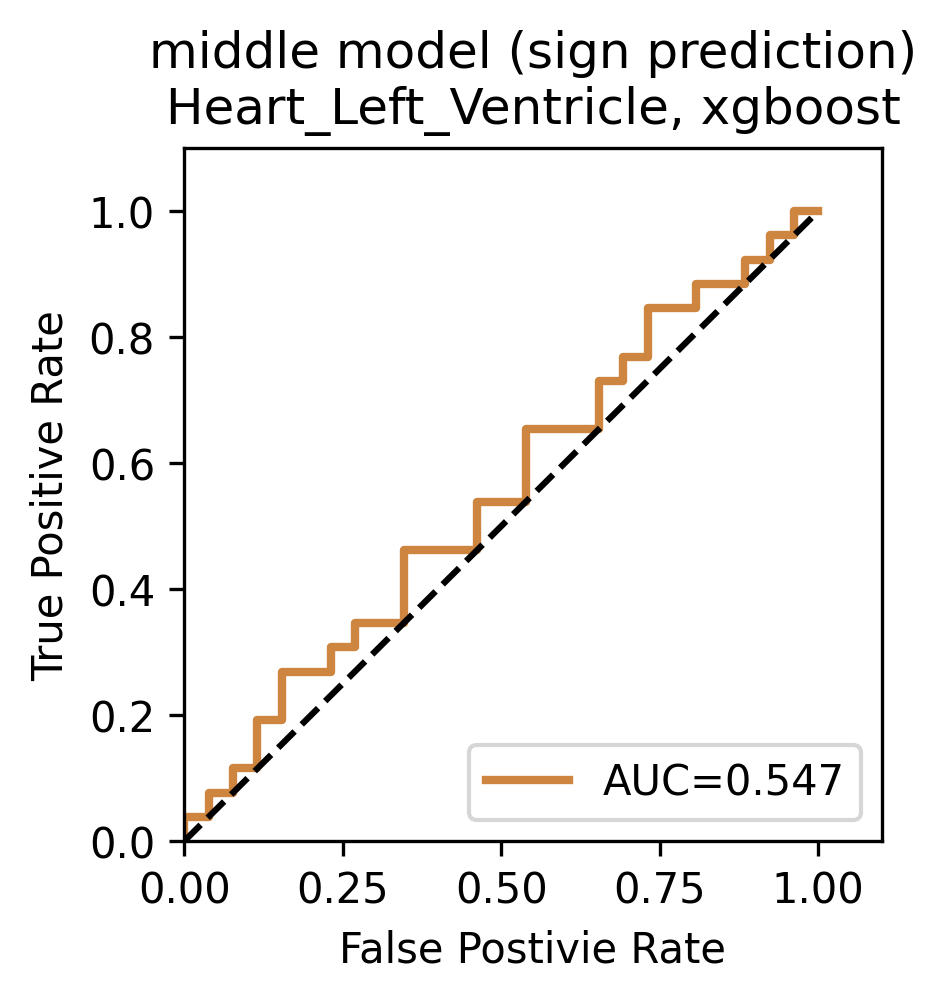 middle model (sign prediction)
Heart_Left_Ventricle, xgboost
1.0
0.8
0.6
0.4
0.2
0.0
True Positive Rate
AUC=0.547
0.00 0.25 0.50 0.75 1.00
False Postivie Rate